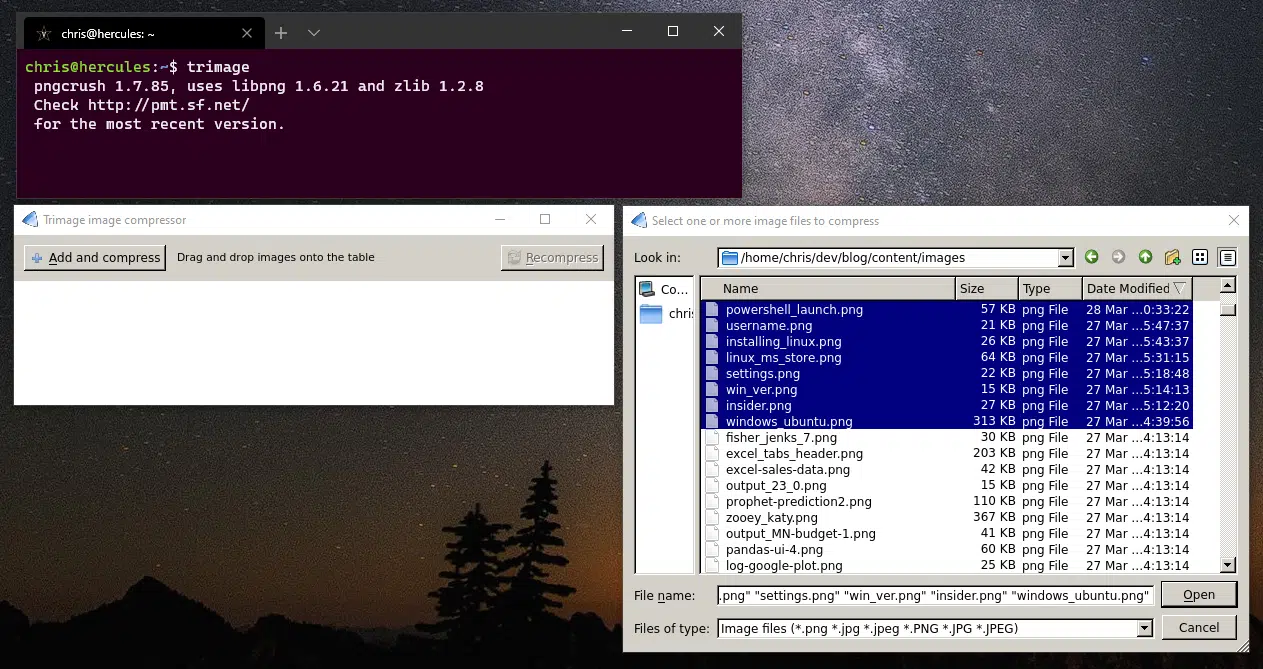 chris@hercules: ~
chris@hercules:~$ trimage
pngcrush 1.7.85, uses libpng 1.6.21 and zlib 1.2.8
Check http://pmt.sf.net/
for the most recent version.
Trimage image compressor
Add and compress Drag and drop images onto the table Recompress
Select one or more image files to compress
Look in: /home/chris/dev/blog/content/images
Co...
chris
Name Size Type Date Modified
powershell_launch.png 57 KB png File 28 Mar ...0:33:22
username.png 21 KB png File 27 Mar ...5:47:37
installing_linux.png 26 KB png File 27 Mar ...5:43:37
linux_ms_store.png 64 KB png File 27 Mar ...5:31:15
settings.png 22 KB png File 27 Mar ...5:18:48
win_ver.png 15 KB png File 27 Mar ...5:14:13
insider.png 27 KB png File 27 Mar ...5:12:20
windows_ubuntu.png 313 KB png File 27 Mar ...4:39:56
fisher_jenks_7.png 30 KB png File 27 Mar ...4:13:14
excel_tabs_header.png 203 KB png File 27 Mar ...4:13:14
excel-sales-data.png 42 KB png File 27 Mar ...4:13:14
output_23_0.png 15 KB png File 27 Mar ...4:13:14
prophet-prediction2.png 110 KB png File 27 Mar ...4:13:14
zooey_katy.png 367 KB png File 27 Mar ...4:13:14
output_MN-budget-1.png 41 KB png File 27 Mar ...4:13:14
pandas-ui-4.png 60 KB png File 27 Mar ...4:13:14
log-google-plot.png 25 KB png File 27 Mar ...4:13:14
File name: .png" "settings.png" "win_ver.png" "insider.png" "windows_ubuntu.png" Open
Files of type: Image files (*.png *.jpg *.jpeg *.PNG *.JPG *.JPEG) Cancel